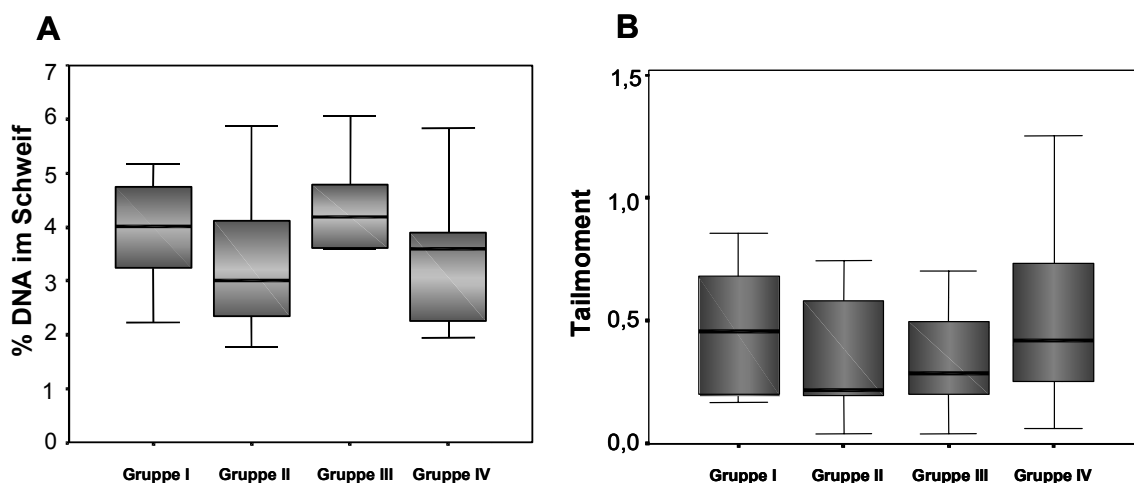 A
% DNA im Schweif
7
6
5
4
3
2
1
0
Gruppe I Gruppe II Gruppe III Gruppe IV
B
Tailmoment
1,5
1,0
0,5
0,0
Gruppe I Gruppe II Gruppe III Gruppe IV